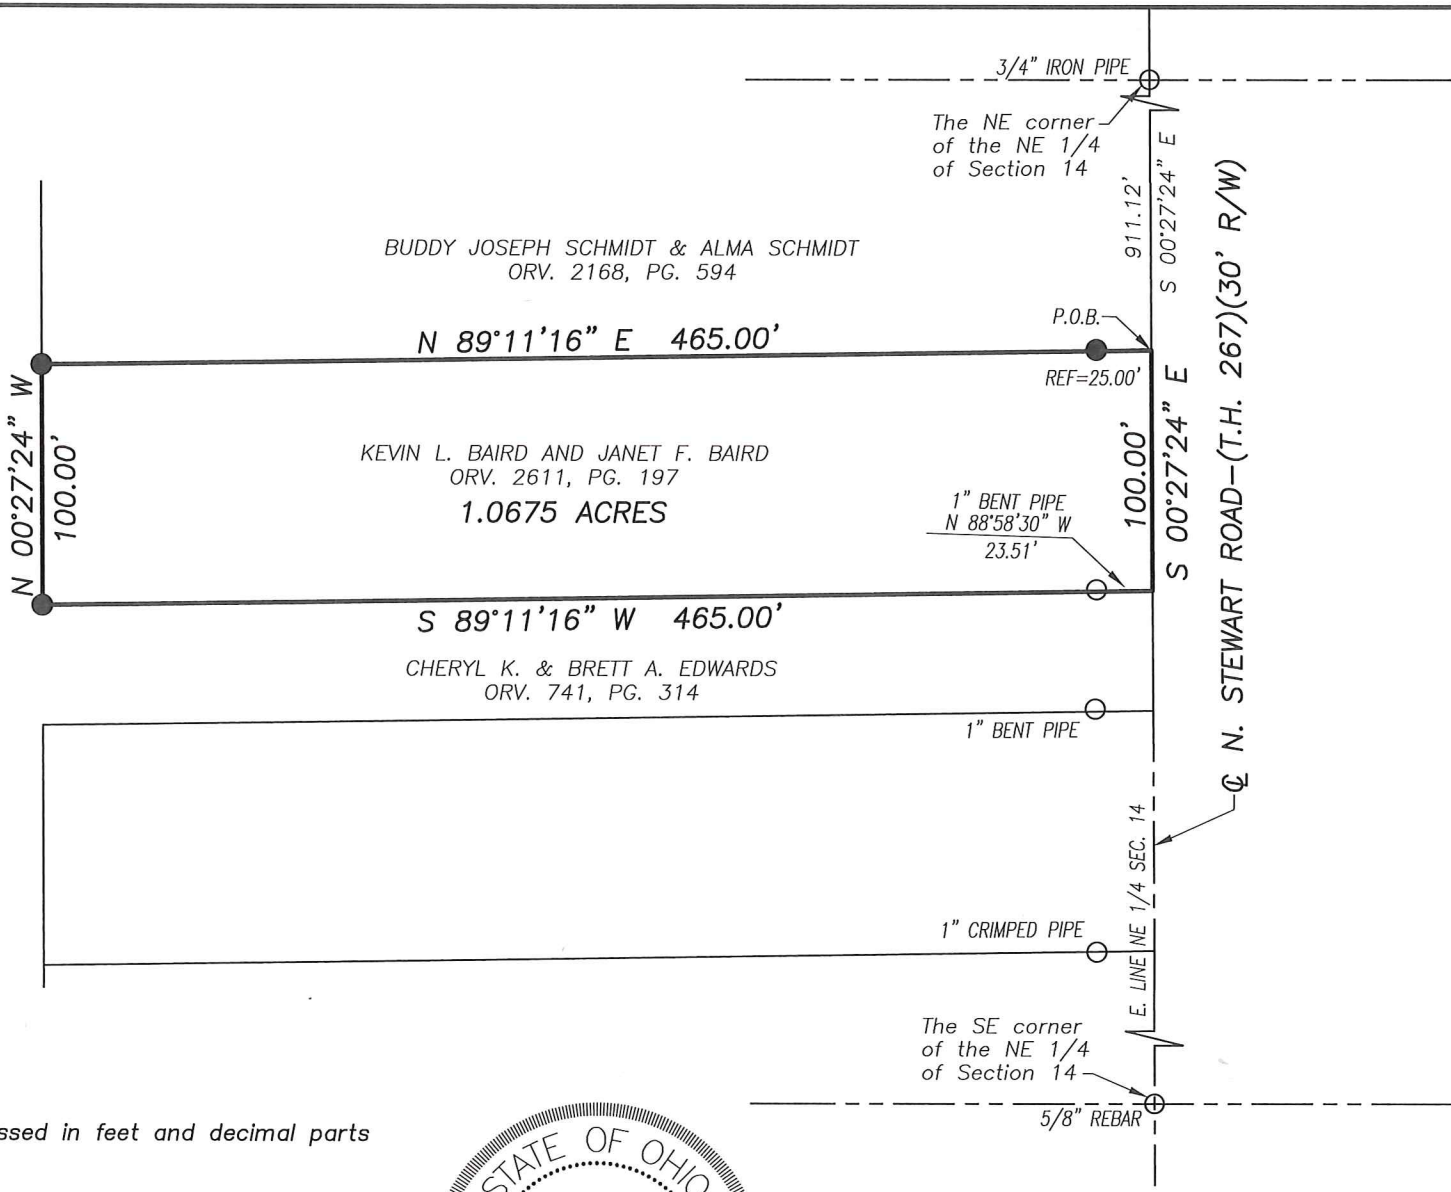 3/4" IRON PIPE
The NE corner
of the NE 1/4
of Section 14
911.12'
S 00°27'24" E
BUDDY JOSEPH SCHMIDT & ALMA SCHMIDT
ORV. 2168, PG. 594
P.O.B.
N 89°11'16" E 465.00'
REF=25.00'
N 00°27'24" W
100.00'
KEVIN L. BAIRD AND JANET F. BAIRD
ORV. 2611, PG. 197
1.0675 ACRES
1" BENT PIPE
N 88°58'30" W
23.51'
100.00'
S 00°27'24" E
℄ N. STEWART ROAD-(T.H. 267)(30' R/W)
S 89°11'16" W 465.00'
CHERYL K. & BRETT A. EDWARDS
ORV. 741, PG. 314
1" BENT PIPE
E. LINE NE 1/4 SEC. 14
1" CRIMPED PIPE
The SE corner
of the NE 1/4
of Section 14
5/8" REBAR
ssed in feet and decimal parts
STATE OF OHIO